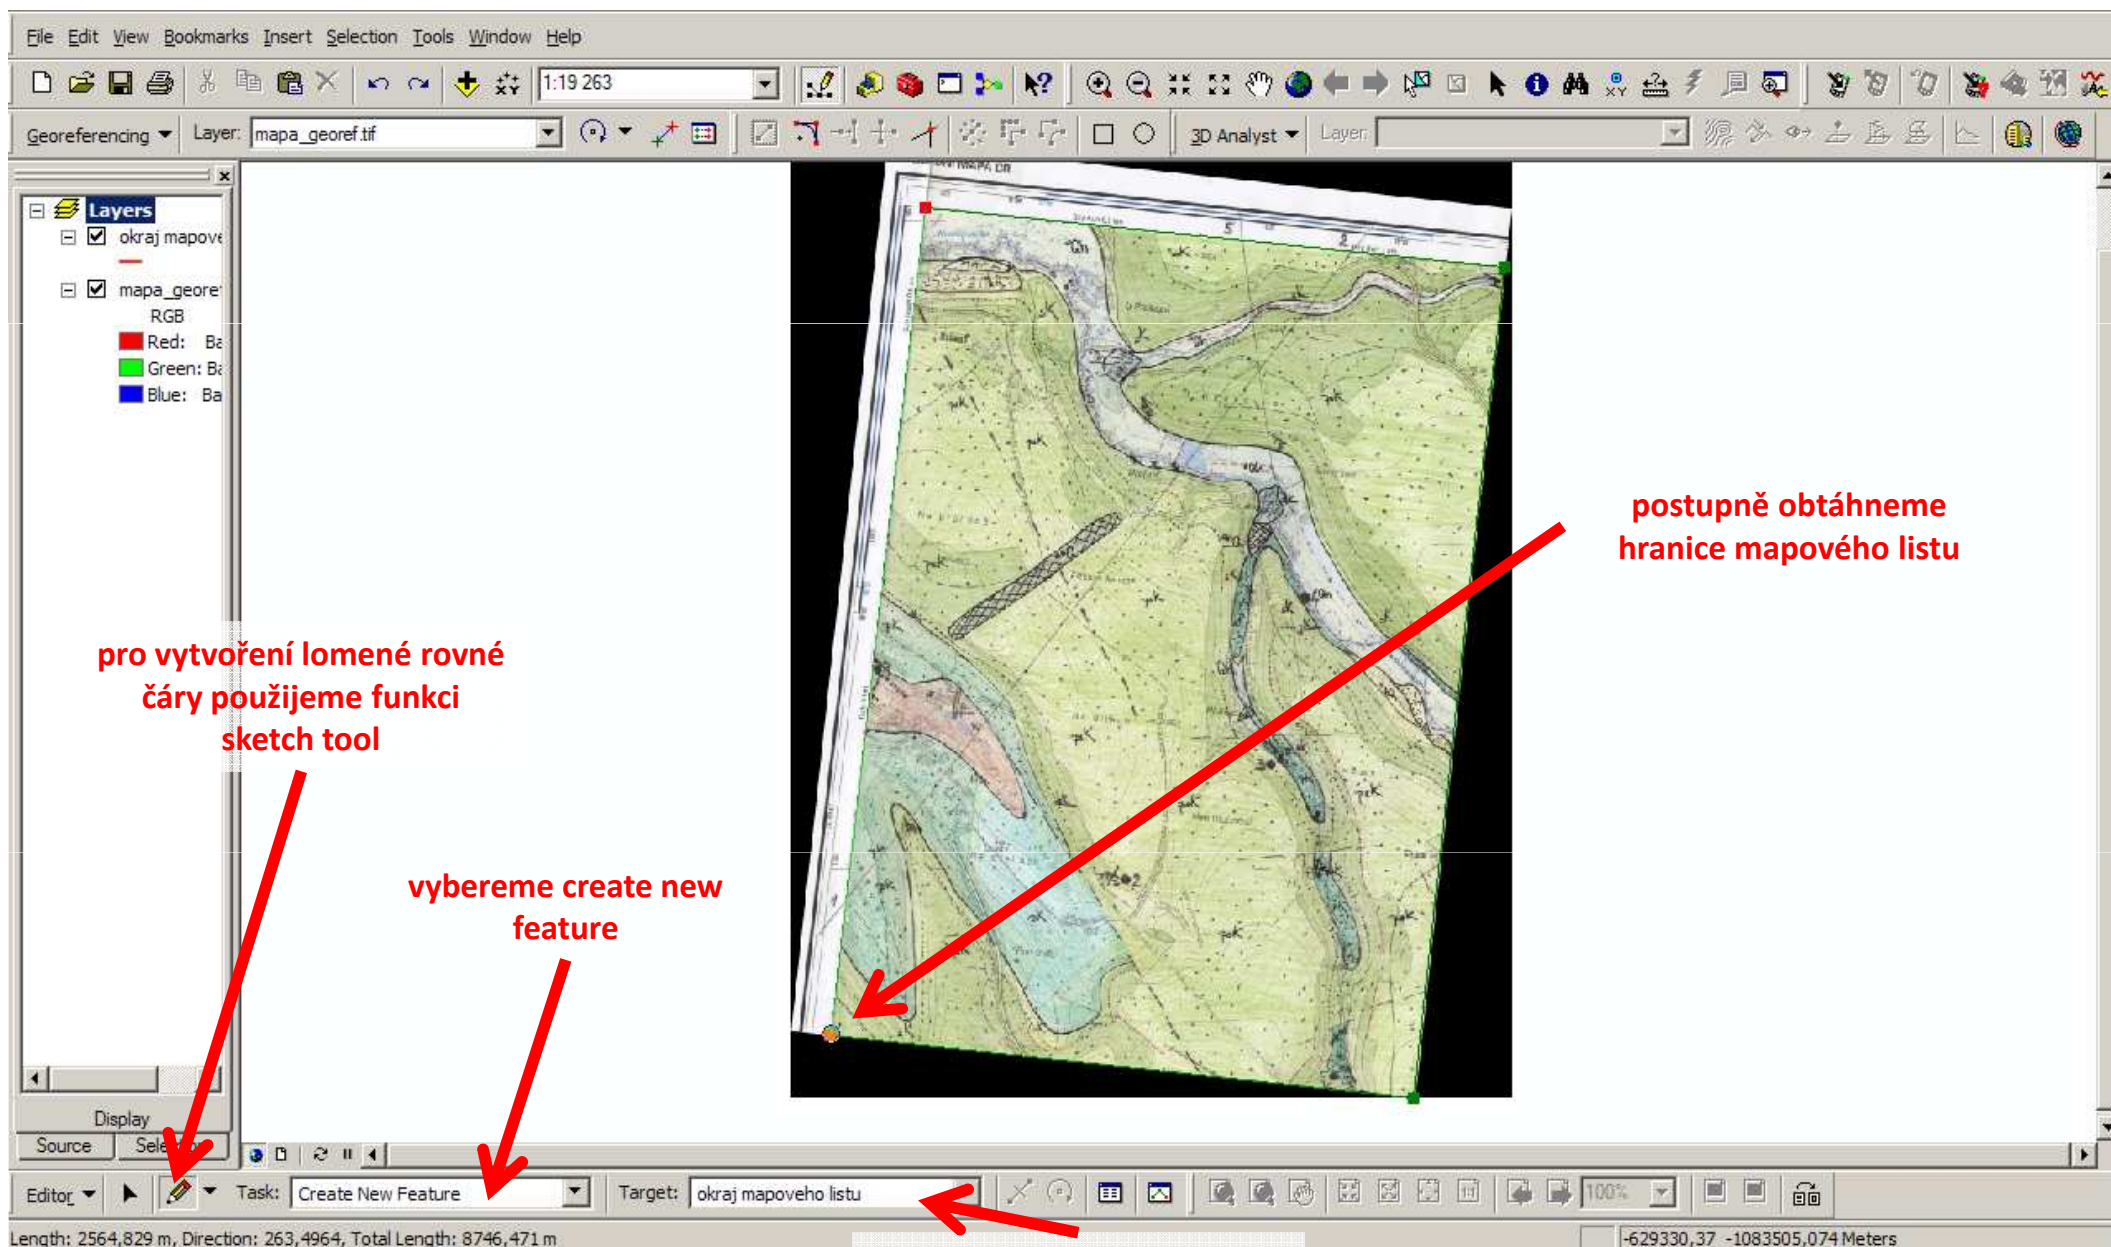 File Edit View Bookmarks Insert Selection Tools Window Help
1:19 263
Georeferencing Layer: mapa_georef.tif 3D Analyst Layer:
Layers
okraj mapove
mapa_georef
RGB
Red: Ba
Green: Ba
Blue: Ba
MAPA
postupně obtáhneme
hranice mapového listu
pro vytvoření lomené rovné
čáry použijeme funkci
sketch tool
vybereme create new
feature
Display
Source
Editor Task: Create New Feature Target: okraj mapoveho listu 100%
Length: 2564,829 m, Direction: 263,4964, Total Length: 8746,471 m
-629330,37 -1083505,074 Meters